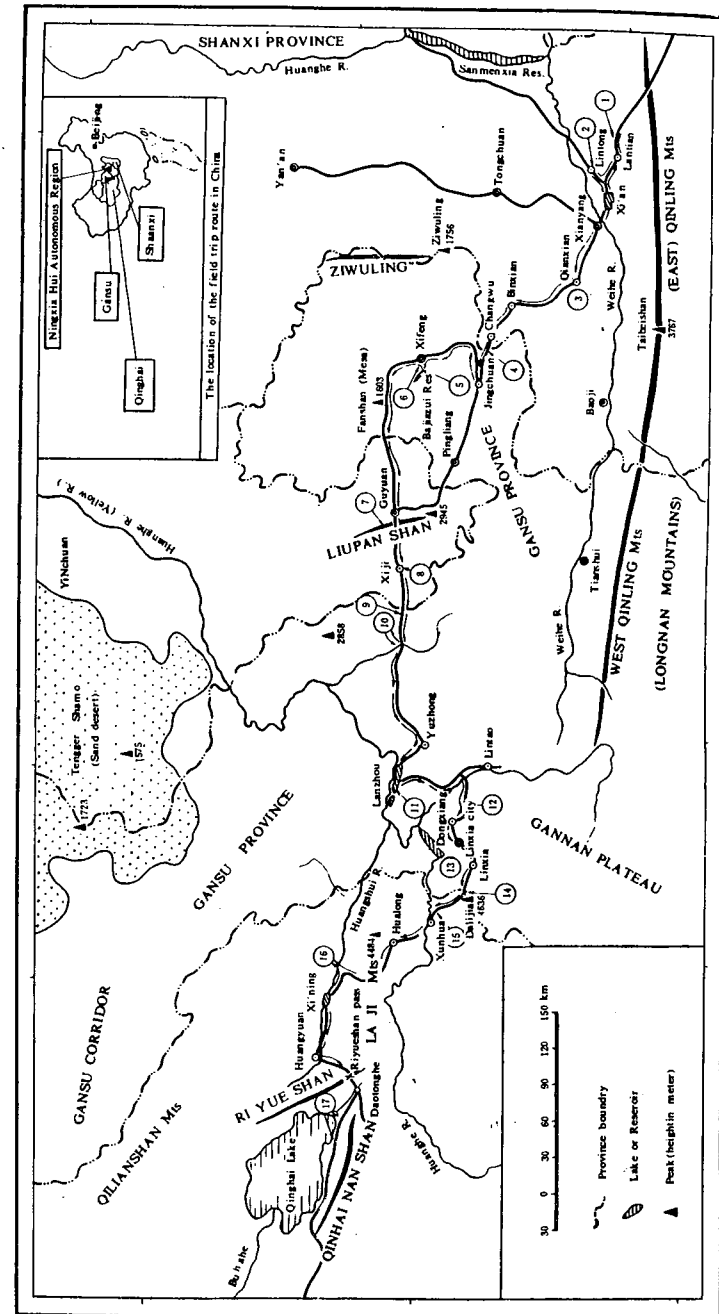 SHANXI PROVINCE
Huanghe R.
Sanmenxia Res.
Ningxia Hui Autonomous Region
Beijing
Gansu
Shaanxi
Qinghai
The location of the field trip route in China
Yan'an
Tongchuan
ZIWULING
Ziwuling
1756
1
2
Lintong
Lantian
Xi'an
Xianyang
Qianxian
3
Binxian
Changwu
4
Weihe R.
Taibeishan
3767
(EAST) QINLING Mts
Xifeng
6
5
Bajiazui Res
Jingchuan
Fanshan (Mesa)
1603
Pingliang
Baoji
GANSU PROVINCE
Guyuan
7
LIUPAN SHAN
2945
Xiji
8
9
10
2858
Tianshui
Weihe R
WEST QINLING Mts
(LONGNAN MOUNTAINS)
Huanghe R. (Yellow R.)
YiNchuan
Tengger Shamo
(Sand desert)
1575
1723
Yuzhong
Lanzhou
11
Lintao
12
Dongxiang
Linxia city
13
Linxia
14
Dalijiaas
4636
Xunhua
15
GANNAN PLATEAU
GANSU PROVINCE
Huangshui R.
Hualong
4484
LA JI Mts
16
Xi'ning
Huangyuan
Riyueshan pass
RI YUE SHAN
Daotonghe
17
Qinghai Lake
QINHAI NAN SHAN
Buhahe
Huanghe R.
GANSU CORRIDOR
QILIANSHAN Mts
30 0 30 60 90 120 150 km
Province boundry
Lake or Reseroir
Peak (heightin meter)